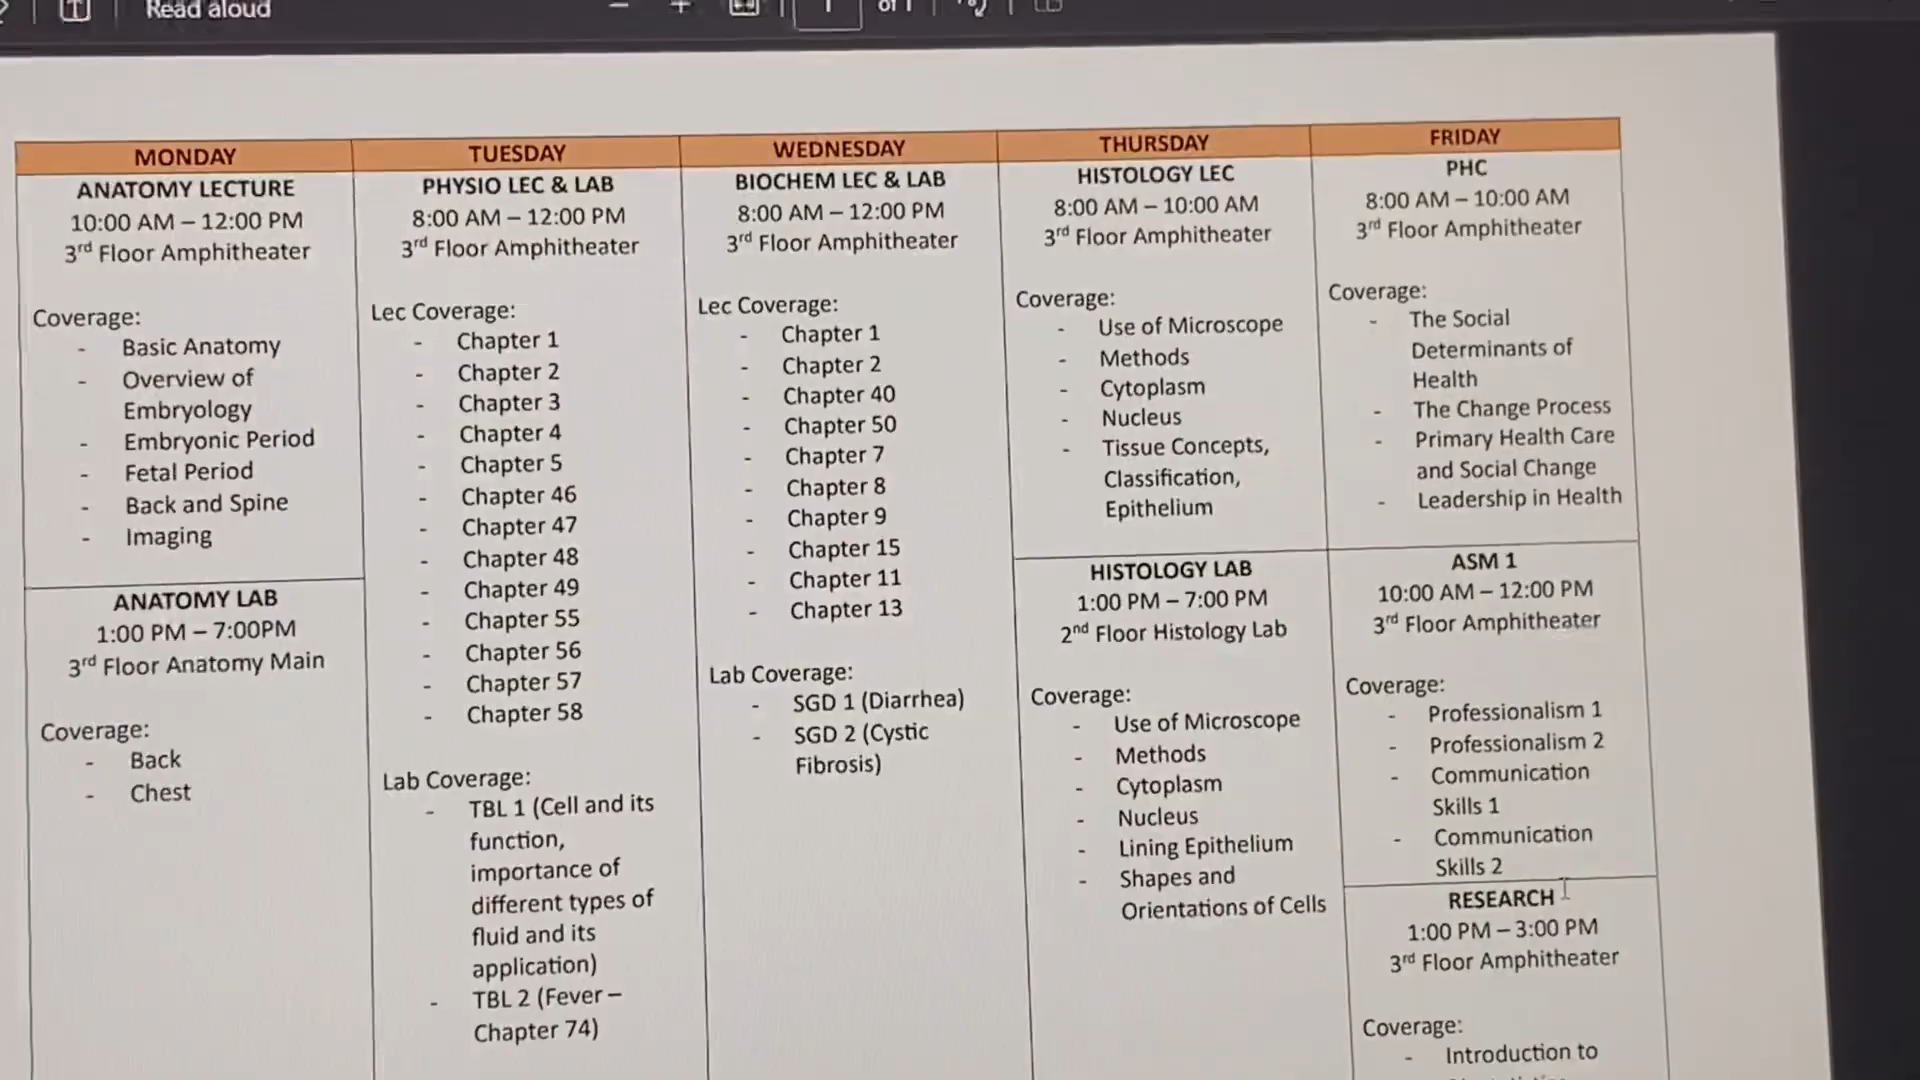 Read aloud
of 1
MONDAY
ANATOMY LECTURE
10:00 AM – 12:00 PM
3rd Floor Amphitheater
Coverage:
- Basic Anatomy
- Overview of
Embryology
- Embryonic Period
- Fetal Period
- Back and Spine
- Imaging
ANATOMY LAB
1:00 PM – 7:00PM
3rd Floor Anatomy Main
Coverage:
- Back
- Chest
TUESDAY
PHYSIO LEC & LAB
8:00 AM – 12:00 PM
3rd Floor Amphitheater
Lec Coverage:
- Chapter 1
- Chapter 2
- Chapter 3
- Chapter 4
- Chapter 5
- Chapter 46
- Chapter 47
- Chapter 48
- Chapter 49
- Chapter 55
- Chapter 56
- Chapter 57
- Chapter 58
Lab Coverage:
- TBL 1 (Cell and its
function,
importance of
different types of
fluid and its
application)
- TBL 2 (Fever –
Chapter 74)
WEDNESDAY
BIOCHEM LEC & LAB
8:00 AM – 12:00 PM
3rd Floor Amphitheater
Lec Coverage:
- Chapter 1
- Chapter 2
- Chapter 40
- Chapter 50
- Chapter 7
- Chapter 8
- Chapter 9
- Chapter 15
- Chapter 11
- Chapter 13
Lab Coverage:
- SGD 1 (Diarrhea)
- SGD 2 (Cystic
Fibrosis)
THURSDAY
HISTOLOGY LEC
8:00 AM – 10:00 AM
3rd Floor Amphitheater
Coverage:
- Use of Microscope
- Methods
- Cytoplasm
- Nucleus
- Tissue Concepts,
Classification,
Epithelium
HISTOLOGY LAB
1:00 PM – 7:00 PM
2nd Floor Histology Lab
Coverage:
- Use of Microscope
- Methods
- Cytoplasm
- Nucleus
- Lining Epithelium
- Shapes and
Orientations of Cells
FRIDAY
PHC
8:00 AM – 10:00 AM
3rd Floor Amphitheater
Coverage:
- The Social
Determinants of
Health
- The Change Process
- Primary Health Care
and Social Change
- Leadership in Health
ASM 1
10:00 AM – 12:00 PM
3rd Floor Amphitheater
Coverage:
- Professionalism 1
- Professionalism 2
- Communication
Skills 1
- Communication
Skills 2
RESEARCH
1:00 PM – 3:00 PM
3rd Floor Amphitheater
Coverage:
- Introduction to